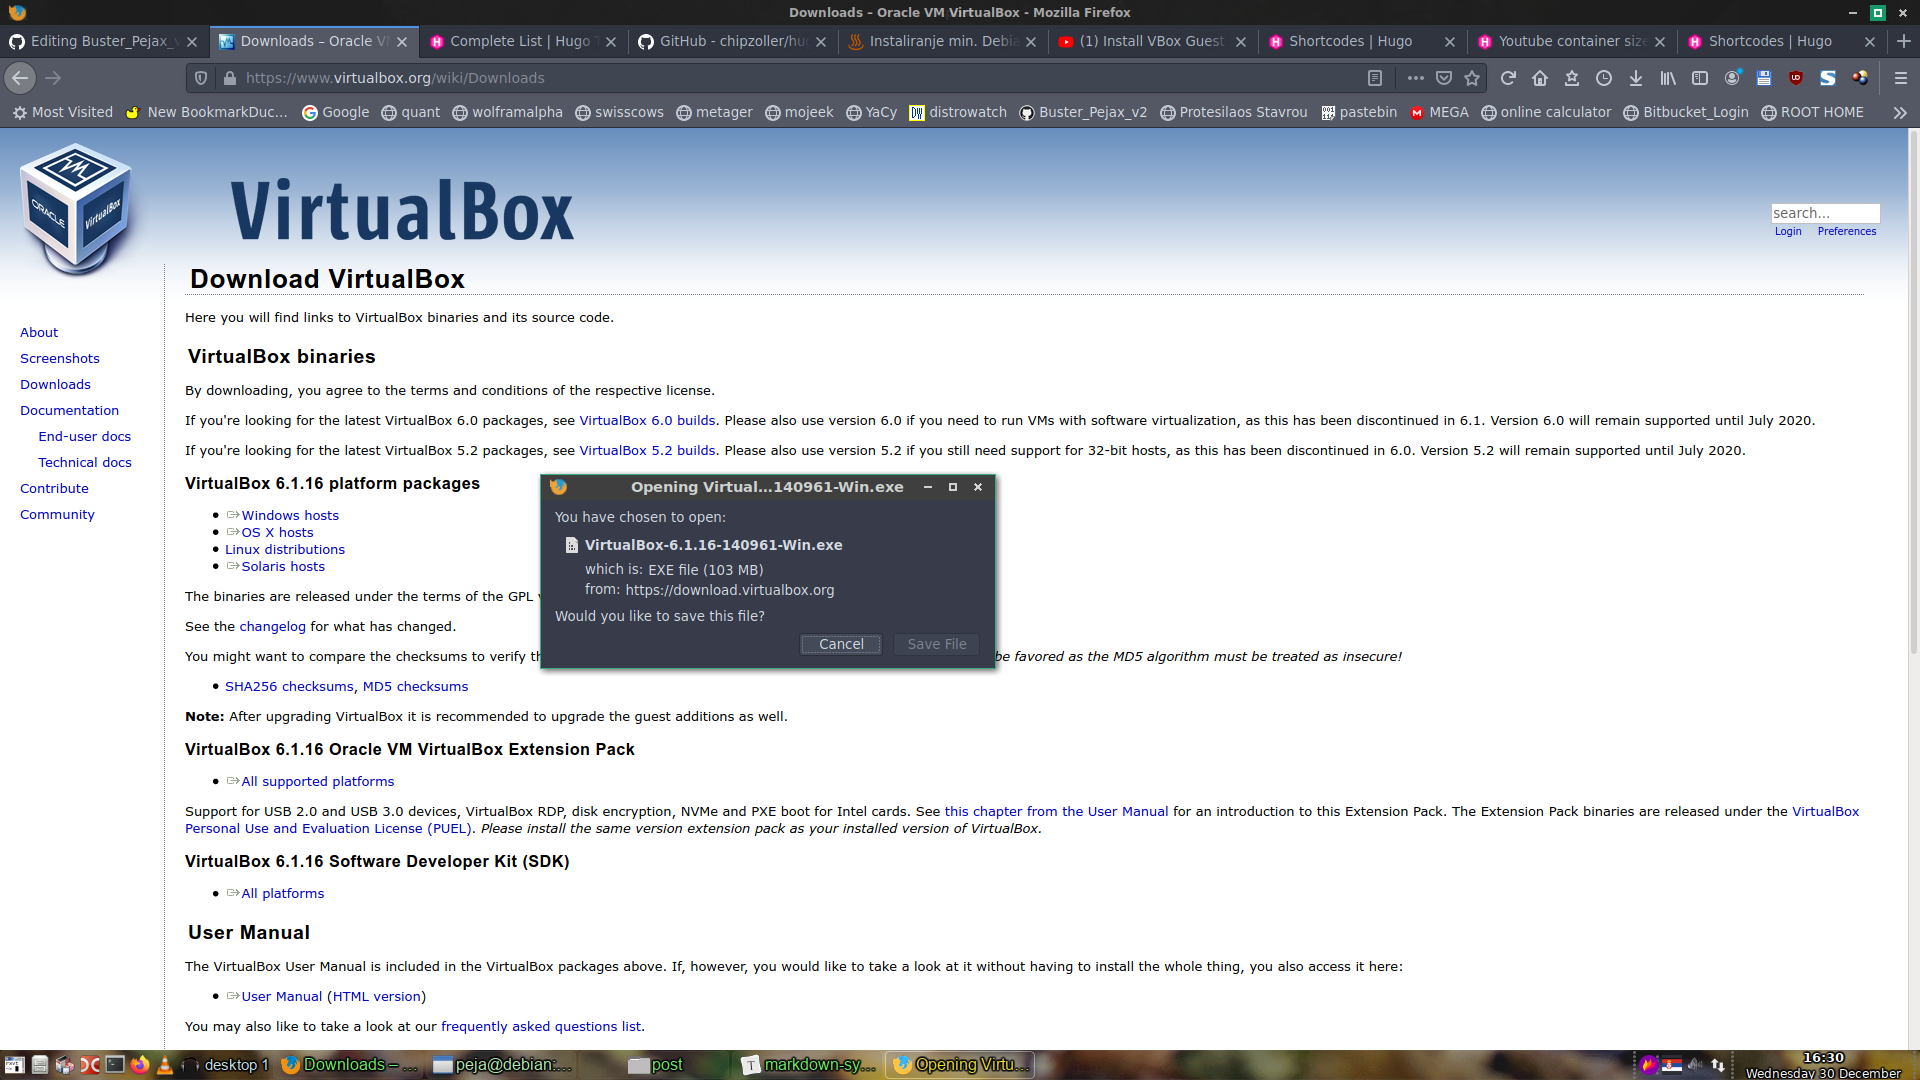 Downloads – Oracle VM VirtualBox - Mozilla Firefox
Editing Buster_Pejax_v
Downloads – Oracle V
Complete List | Hugo T
GitHub - chipzoller/hu
Instaliranje min. Debia
(1) Install VBox Guest
Shortcodes | Hugo
Youtube container size
Shortcodes | Hugo
https://www.virtualbox.org/wiki/Downloads
Most Visited
New BookmarkDuc...
Google
quant
wolframalpha
swisscows
metager
mojeek
YaCy
distrowatch
Buster_Pejax_v2
Protesilaos Stavrou
pastebin
MEGA
online calculator
Bitbucket_Login
ROOT HOME
ORACLE
VirtualBox
VirtualBox
search...
Login
Preferences
About
Screenshots
Downloads
Documentation
End-user docs
Technical docs
Contribute
Community
Download VirtualBox
Here you will find links to VirtualBox binaries and its source code.
VirtualBox binaries
By downloading, you agree to the terms and conditions of the respective license.
If you're looking for the latest VirtualBox 6.0 packages, see VirtualBox 6.0 builds. Please also use version 6.0 if you need to run VMs with software virtualization, as this has been discontinued in 6.1. Version 6.0 will remain supported until July 2020.
If you're looking for the latest VirtualBox 5.2 packages, see VirtualBox 5.2 builds. Please also use version 5.2 if you still need support for 32-bit hosts, as this has been discontinued in 6.0. Version 5.2 will remain supported until July 2020.
VirtualBox 6.1.16 platform packages
Windows hosts
OS X hosts
Linux distributions
Solaris hosts
The binaries are released under the terms of the GPL v
See the changelog for what has changed.
You might want to compare the checksums to verify th
be favored as the MD5 algorithm must be treated as insecure!
SHA256 checksums, MD5 checksums
Note: After upgrading VirtualBox it is recommended to upgrade the guest additions as well.
Opening Virtual...140961-Win.exe
You have chosen to open:
VirtualBox-6.1.16-140961-Win.exe
which is: EXE file (103 MB)
from: https://download.virtualbox.org
Would you like to save this file?
Cancel
Save File
VirtualBox 6.1.16 Oracle VM VirtualBox Extension Pack
All supported platforms
Support for USB 2.0 and USB 3.0 devices, VirtualBox RDP, disk encryption, NVMe and PXE boot for Intel cards. See this chapter from the User Manual for an introduction to this Extension Pack. The Extension Pack binaries are released under the VirtualBox
Personal Use and Evaluation License (PUEL). Please install the same version extension pack as your installed version of VirtualBox.
VirtualBox 6.1.16 Software Developer Kit (SDK)
All platforms
User Manual
The VirtualBox User Manual is included in the VirtualBox packages above. If, however, you would like to take a look at it without having to install the whole thing, you also access it here:
User Manual (HTML version)
You may also like to take a look at our frequently asked questions list.
desktop 1
Downloads – ...
peja@debian:...
post
markdown-sy...
Opening Virtu...
16:30
Wednesday 30 December